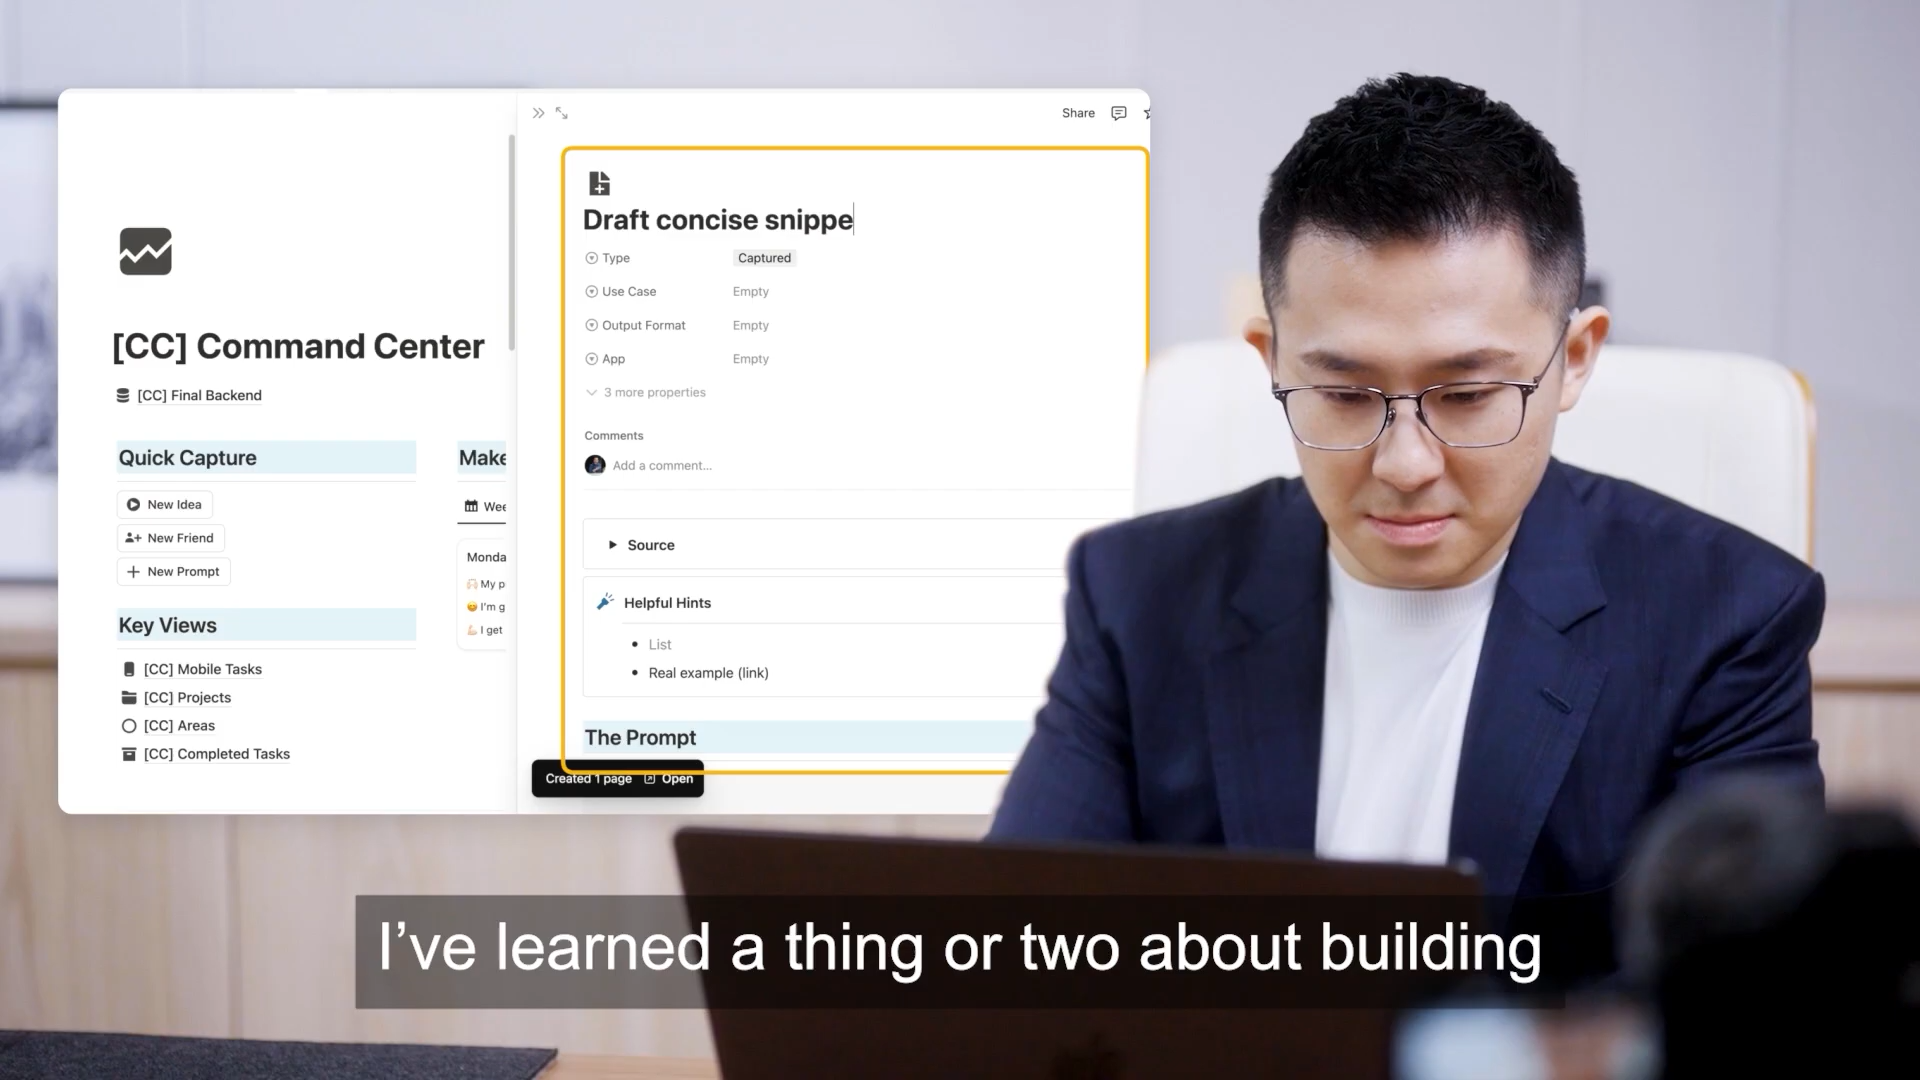 [CC] Command Center
[CC] Final Backend
Quick Capture
New Idea
New Friend
New Prompt
Key Views
[CC] Mobile Tasks
[CC] Projects
[CC] Areas
[CC] Completed Tasks
Make
Wee
Monda
My p
I'm g
I get
Share
Draft concise snippe
Type Captured
Use Case Empty
Output Format Empty
App Empty
3 more properties
Comments
Add a comment...
Source
Helpful Hints
List
Real example (link)
The Prompt
Created 1 page Open
I've learned a thing or two about building